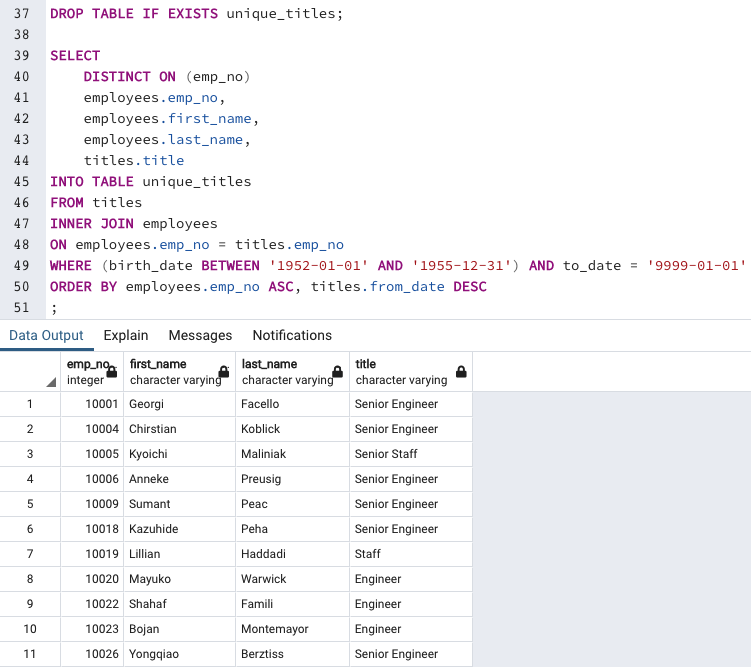 37 DROP TABLE IF EXISTS unique_titles;
38
39 SELECT
40     DISTINCT ON (emp_no)
41     employees.emp_no,
42     employees.first_name,
43     employees.last_name,
44     titles.title
45 INTO TABLE unique_titles
46 FROM titles
47 INNER JOIN employees
48 ON employees.emp_no = titles.emp_no
49 WHERE (birth_date BETWEEN '1952-01-01' AND '1955-12-31') AND to_date = '9999-01-01'
50 ORDER BY employees.emp_no ASC, titles.from_date DESC
51 ;
Data Output Explain Messages Notifications
emp_no first_name last_name title
integer character varying character varying character varying
1 10001 Georgi Facello Senior Engineer
2 10004 Chirstian Koblick Senior Engineer
3 10005 Kyoichi Maliniak Senior Staff
4 10006 Anneke Preusig Senior Engineer
5 10009 Sumant Peac Senior Engineer
6 10018 Kazuhide Peha Senior Engineer
7 10019 Lillian Haddadi Staff
8 10020 Mayuko Warwick Engineer
9 10022 Shahaf Famili Engineer
10 10023 Bojan Montemayor Engineer
11 10026 Yongqiao Berztiss Senior Engineer